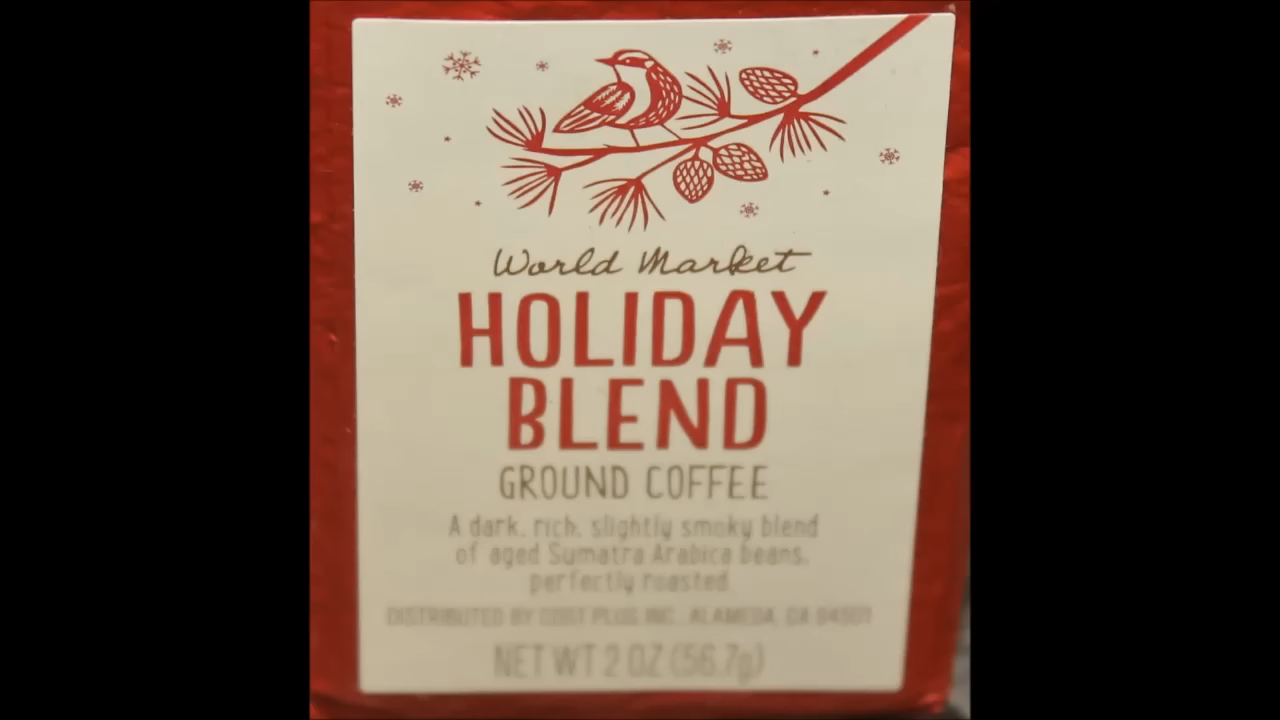 World Market
HOLIDAY
BLEND
GROUND COFFEE
A dark, rich, slightly smoky blend
of aged Sumatra Arabica beans,
perfectly roasted.
DISTRIBUTED BY COST PLUS INC. ALAMEDA, CA 94501
NET WT 2 OZ (56.7g)